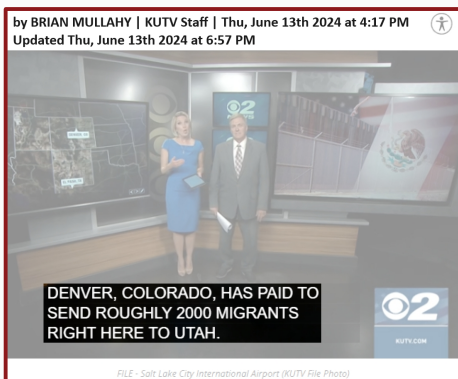 by BRIAN MULLAHY | KUTV Staff | Thu, June 13th 2024 at 4:17 PM
Updated Thu, June 13th 2024 at 6:57 PM
2
DENVER, COLORADO, HAS PAID TO
SEND ROUGHLY 2000 MIGRANTS
RIGHT HERE TO UTAH.
2
KUTV.COM
FILE - Salt Lake City International Airport (KUTV File Photo)